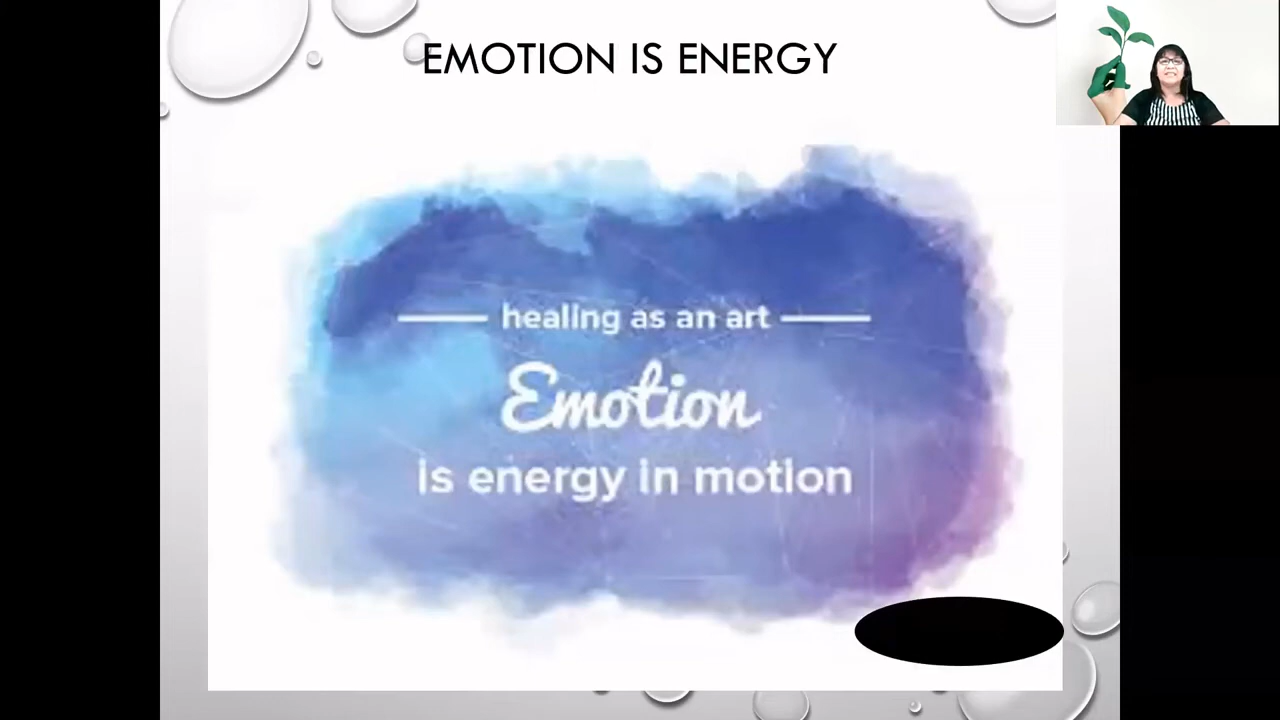 EMOTION IS ENERGY
healing as an art
Emotion
is energy in motion